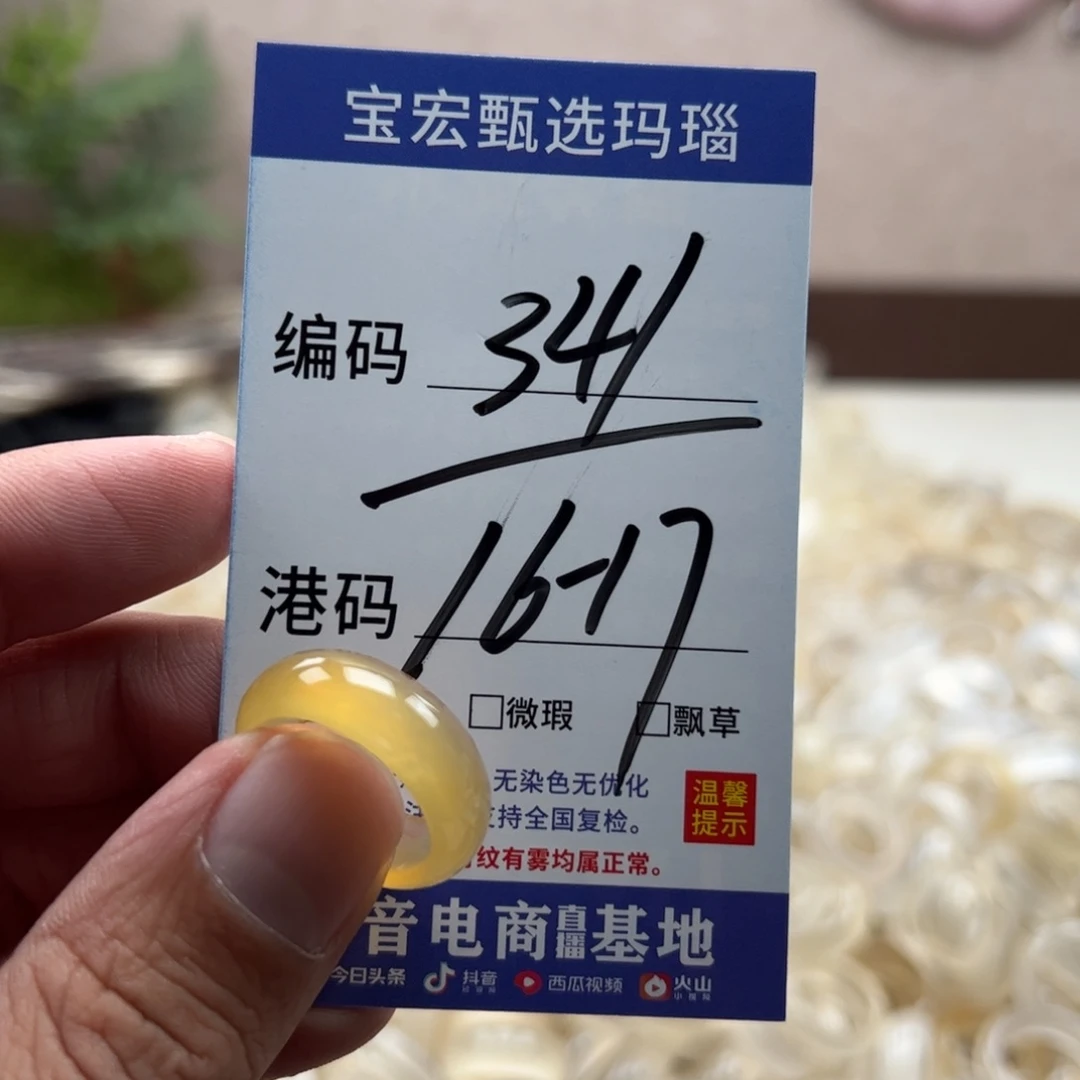 宝宏甄选玛瑙
编码 341
港码 16-17
□微瑕 □飘草
无染色无优化
支持全国复检。
温馨提示
纹有雾均属正常。
音电商直播基地
今日头条 抖音 西瓜视频 火山